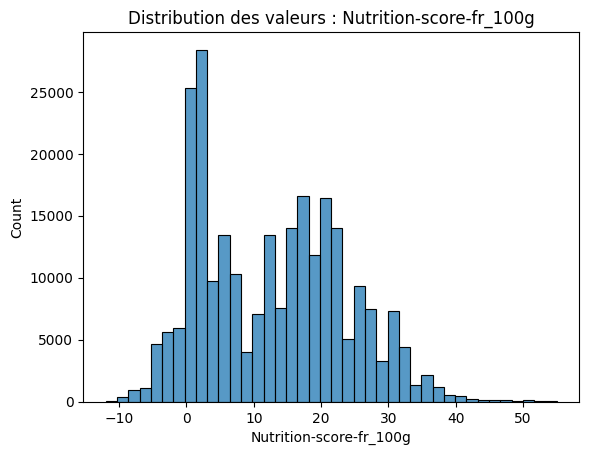 Distribution des valeurs : Nutrition-score-fr_100g
Count
25000
20000
15000
10000
5000
0
−10 0 10 20 30 40 50
Nutrition-score-fr_100g